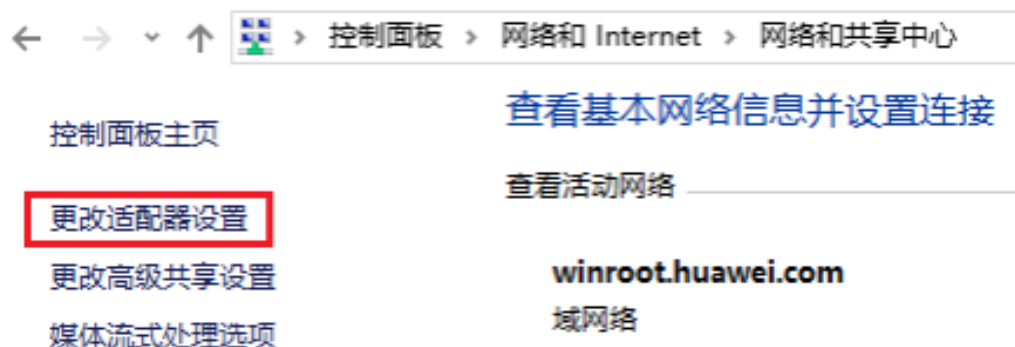 控制面板 > 网络和 Internet > 网络和共享中心
控制面板主页
更改适配器设置
更改高级共享设置
媒体流式处理选项
查看基本网络信息并设置连接
查看活动网络
winroot.huawei.com
域网络